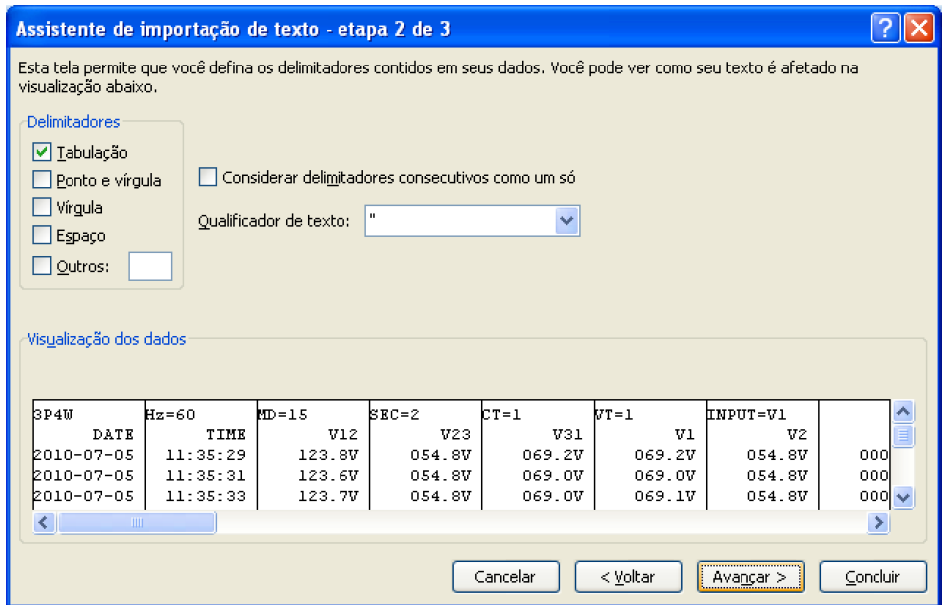 Assistente de importação de texto - etapa 2 de 3
Esta tela permite que você defina os delimitadores contidos em seus dados. Você pode ver como seu texto é afetado na
visualização abaixo.
Delimitadores
Tabulação
Ponto e vírgula
Vírgula
Espaço
Outros:
Considerar delimitadores consecutivos como um só
Qualificador de texto: "
Visualização dos dados
3P4W Hz=60 MD=15 SEC=2 CT=1 VT=1 INPUT=V1
DATE TIME V12 V23 V31 V1 V2
2010-07-05 11:35:29 123.8V 054.8V 069.2V 069.2V 054.8V 000
2010-07-05 11:35:31 123.6V 054.8V 069.0V 069.0V 054.8V 000
2010-07-05 11:35:33 123.7V 054.8V 069.0V 069.1V 054.8V 000
Cancelar < Voltar Avançar > Concluir